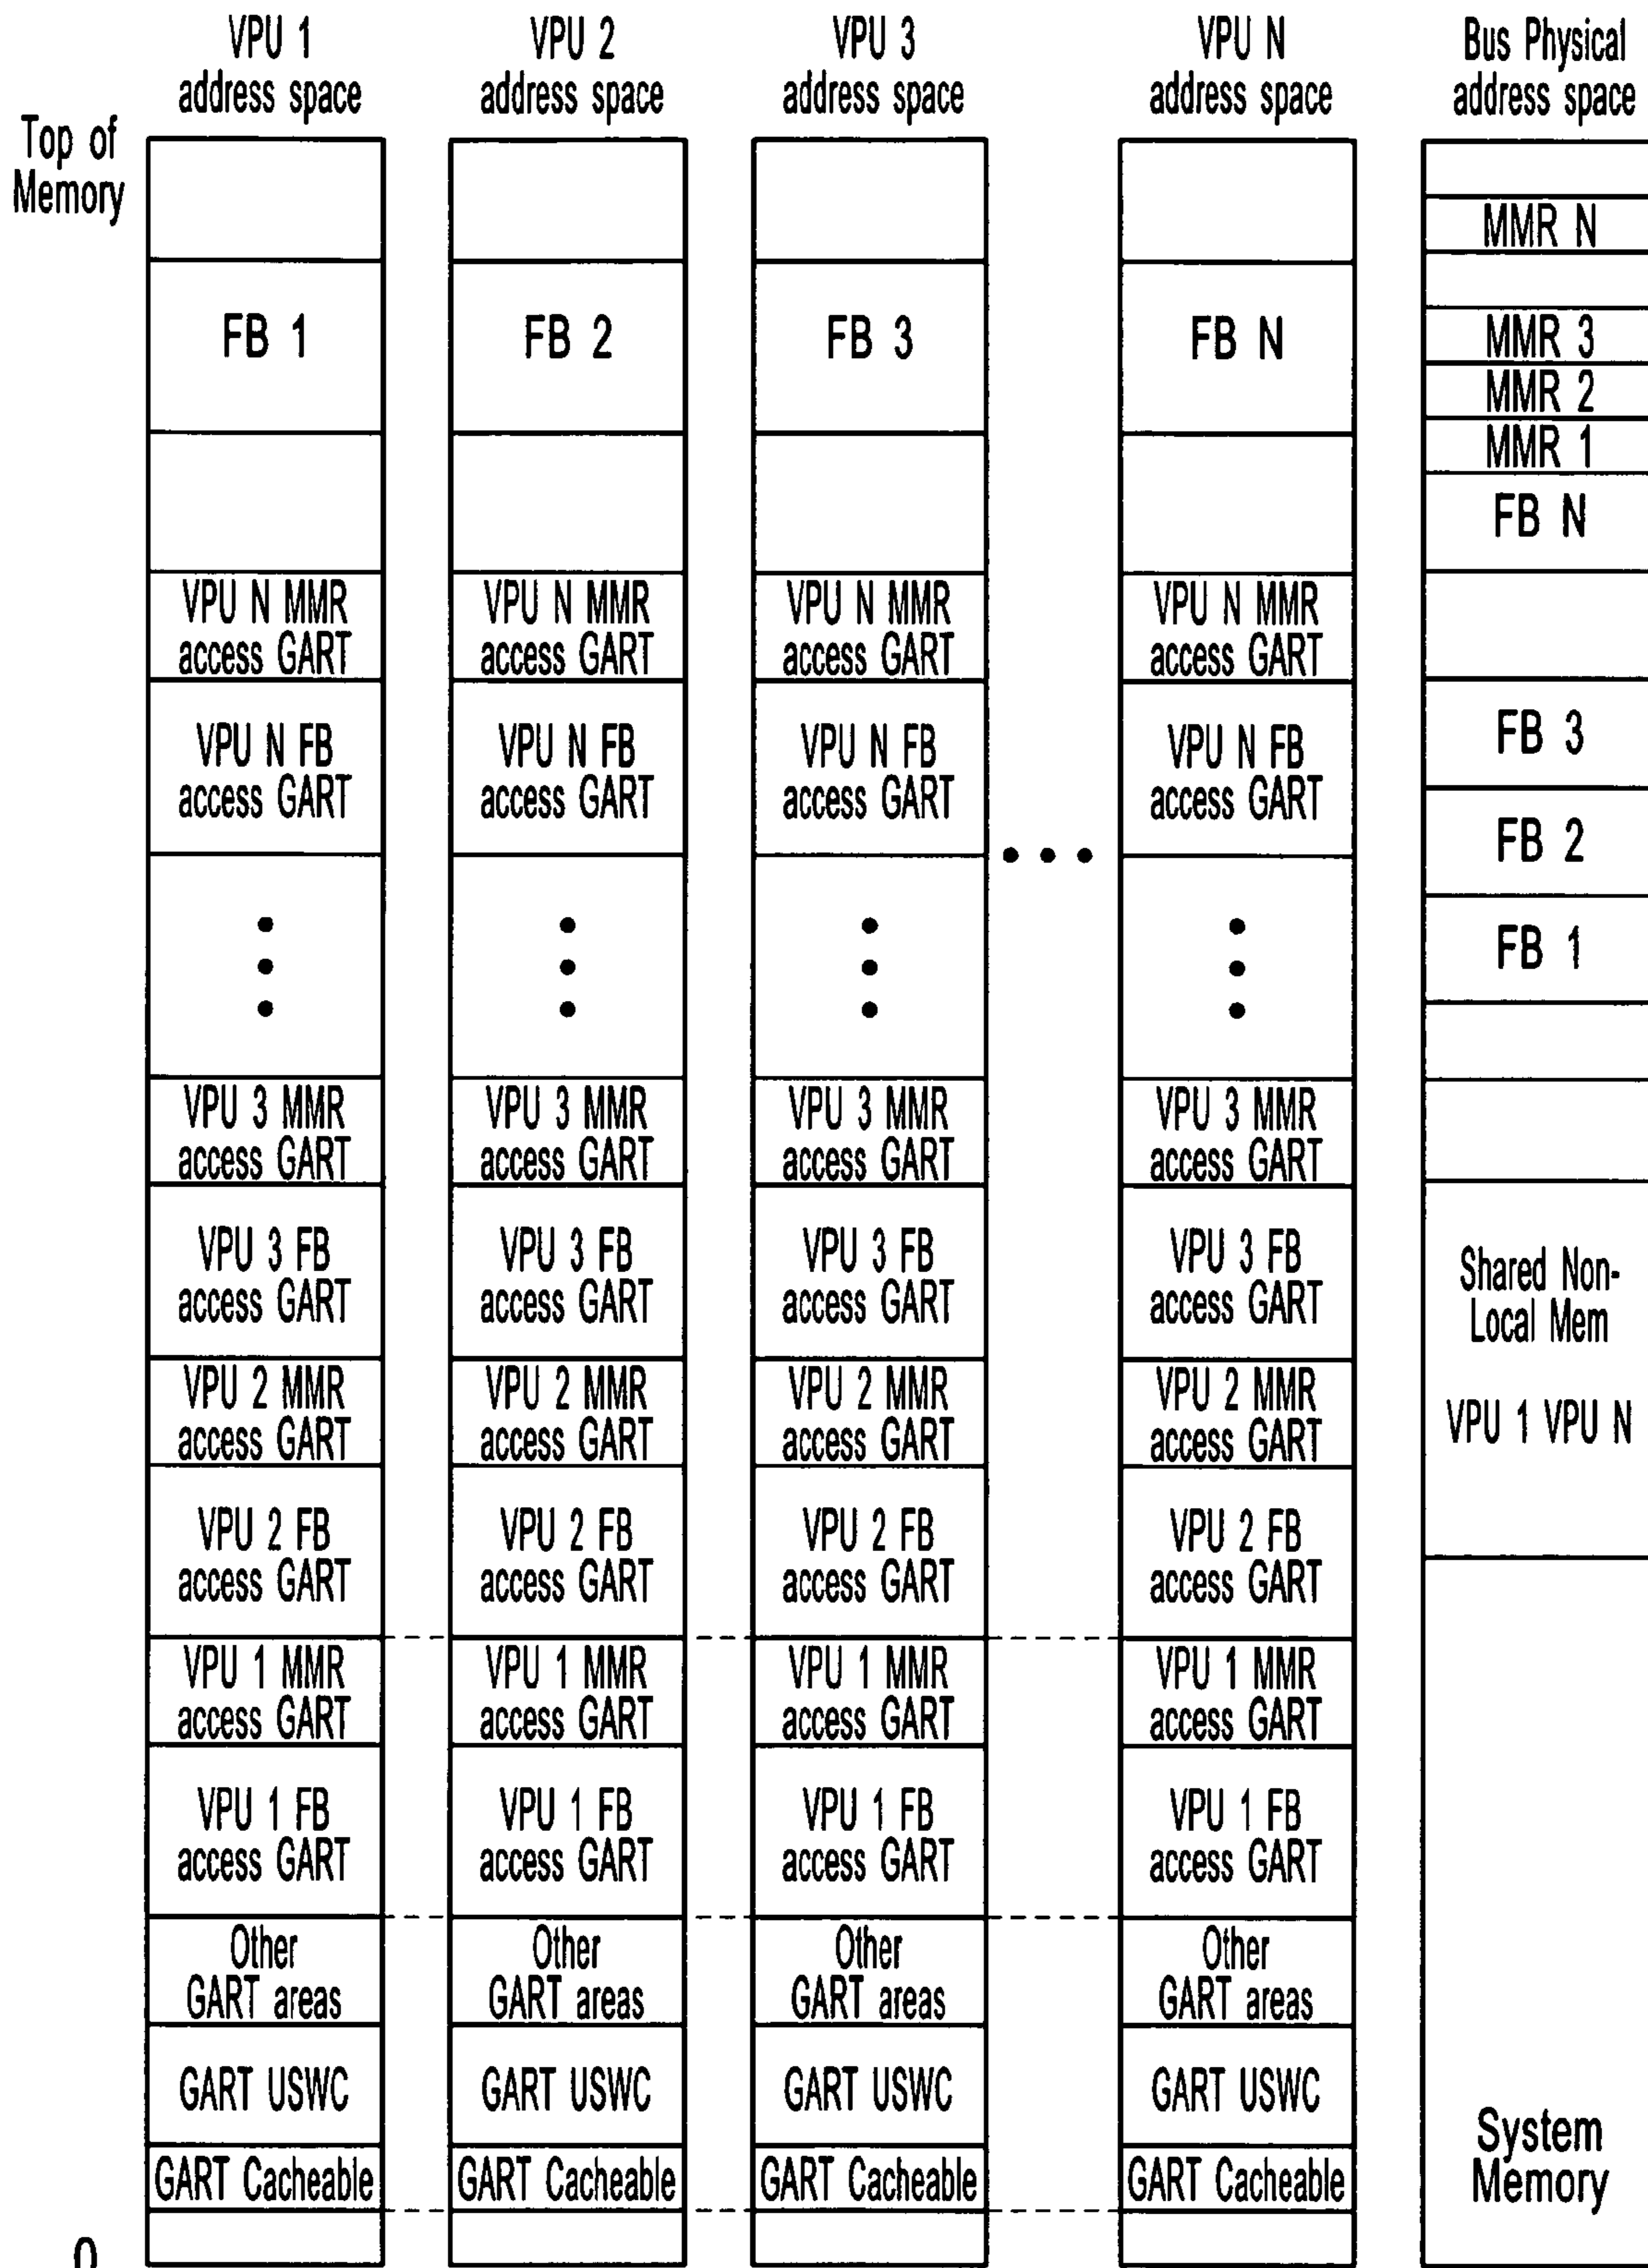 VPU 1
address space
VPU 2
address space
VPU 3
address space
VPU N
address space
Bus Physical
address space
Top of
Memory
FB 1
VPU N MMR
access GART
VPU N FB
access GART
VPU 3 MMR
access GART
VPU 3 FB
access GART
VPU 2 MMR
access GART
VPU 2 FB
access GART
VPU 1 MMR
access GART
VPU 1 FB
access GART
Other
GART areas
GART USWC
GART Cacheable
0
FB 2
VPU N MMR
access GART
VPU N FB
access GART
VPU 3 MMR
access GART
VPU 3 FB
access GART
VPU 2 MMR
access GART
VPU 2 FB
access GART
VPU 1 MMR
access GART
VPU 1 FB
access GART
Other
GART areas
GART USWC
GART Cacheable
FB 3
VPU N MMR
access GART
VPU N FB
access GART
VPU 3 MMR
access GART
VPU 3 FB
access GART
VPU 2 MMR
access GART
VPU 2 FB
access GART
VPU 1 MMR
access GART
VPU 1 FB
access GART
Other
GART areas
GART USWC
GART Cacheable
FB N
VPU N MMR
access GART
VPU N FB
access GART
VPU 3 MMR
access GART
VPU 3 FB
access GART
VPU 2 MMR
access GART
VPU 2 FB
access GART
VPU 1 MMR
access GART
VPU 1 FB
access GART
Other
GART areas
GART USWC
GART Cacheable
MMR N
MMR 3
MMR 2
MMR 1
FB N
FB 3
FB 2
FB 1
Shared Non-
Local Mem
VPU 1 VPU N
System
Memory